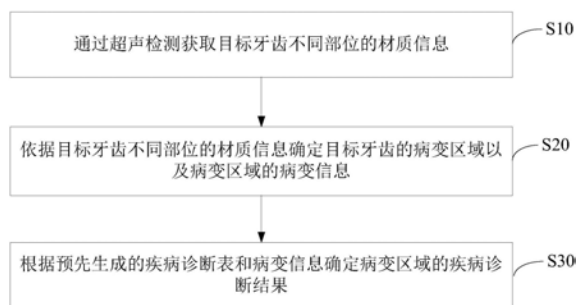 通过超声检测获取目标牙齿不同部位的材质信息
S10
依据目标牙齿不同部位的材质信息确定目标牙齿的病变区域以
及病变区域的病变信息
S20
根据预先生成的疾病诊断表和病变信息确定病变区域的疾病诊
断结果
S30